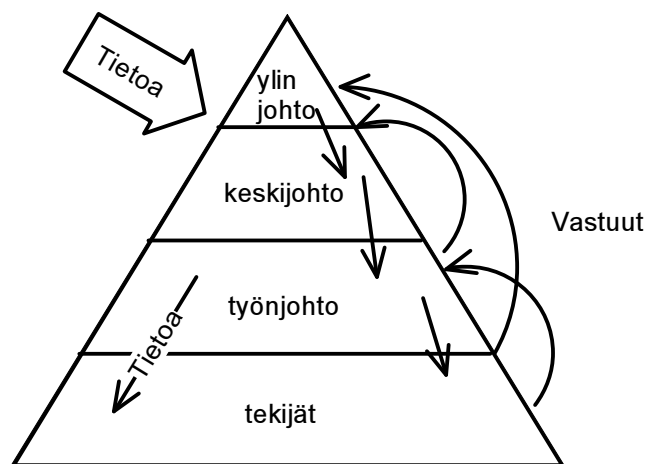 Tietoa
ylin
johto
keskijohto
Vastuut
työnjohto
Tietoa
tekijät